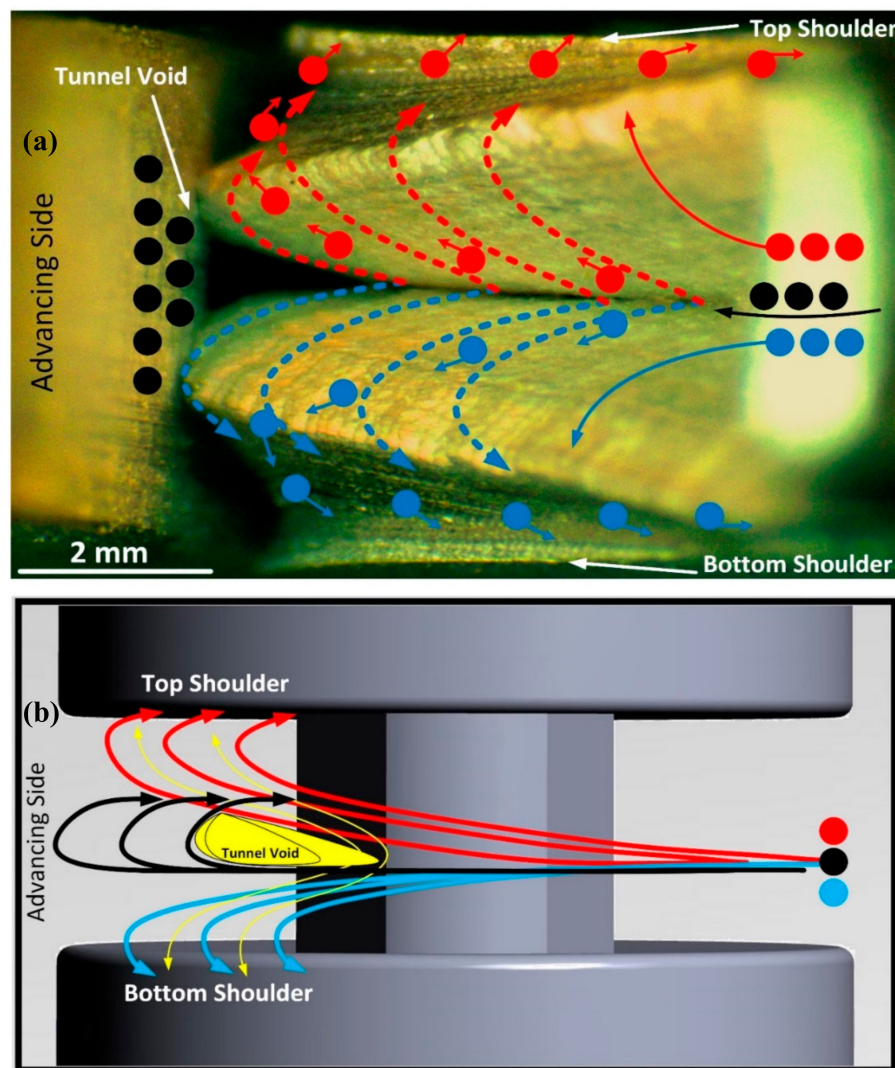 Top Shoulder
Tunnel Void
(a)
Advancing Side
2 mm
Bottom Shoulder
Top Shoulder
(b)
Advancing Side
Tunnel Void
Bottom Shoulder